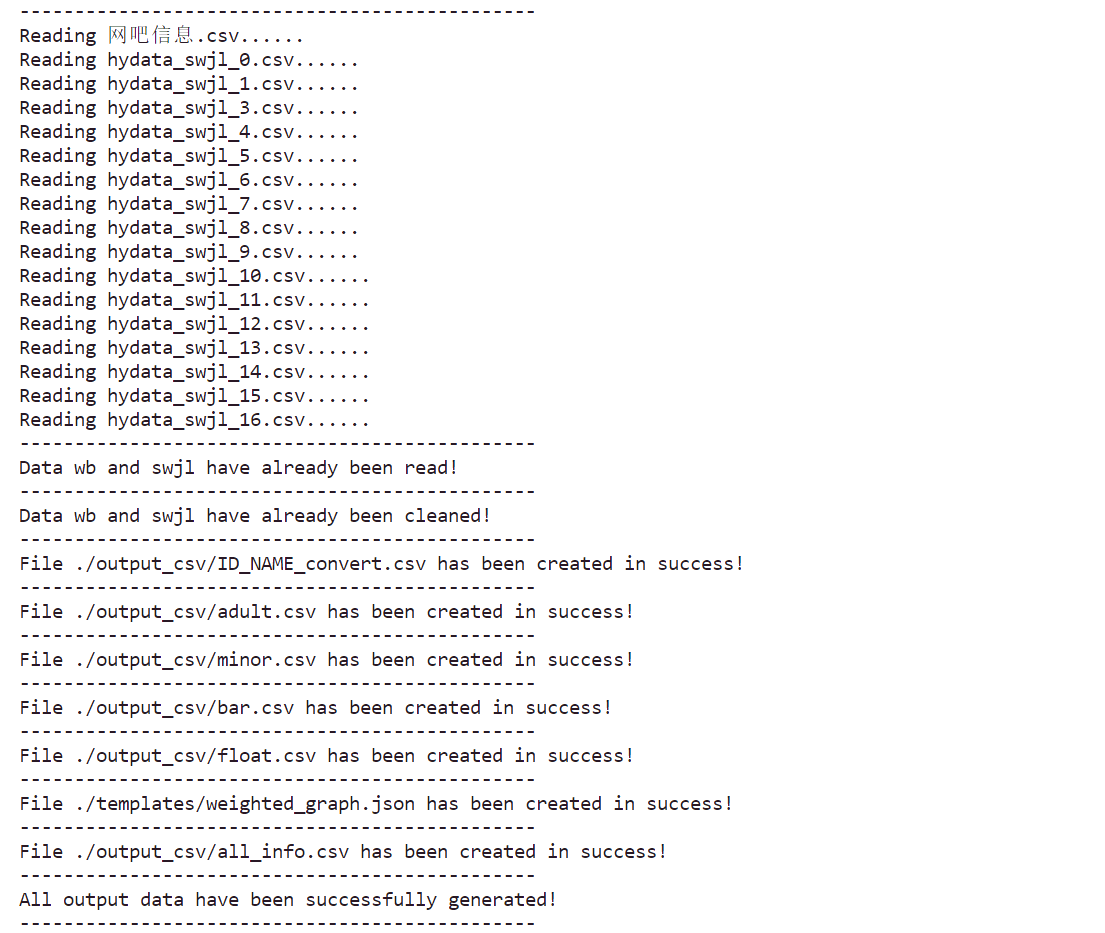 -----------------------------------------------
Reading 网吧信息.csv......
Reading hydata_swjl_0.csv......
Reading hydata_swjl_1.csv......
Reading hydata_swjl_3.csv......
Reading hydata_swjl_4.csv......
Reading hydata_swjl_5.csv......
Reading hydata_swjl_6.csv......
Reading hydata_swjl_7.csv......
Reading hydata_swjl_8.csv......
Reading hydata_swjl_9.csv......
Reading hydata_swjl_10.csv......
Reading hydata_swjl_11.csv......
Reading hydata_swjl_12.csv......
Reading hydata_swjl_13.csv......
Reading hydata_swjl_14.csv......
Reading hydata_swjl_15.csv......
Reading hydata_swjl_16.csv......
-----------------------------------------------
Data wb and swjl have already been read!
-----------------------------------------------
Data wb and swjl have already been cleaned!
-----------------------------------------------
File ./output_csv/ID_NAME_convert.csv has been created in success!
-----------------------------------------------
File ./output_csv/adult.csv has been created in success!
-----------------------------------------------
File ./output_csv/minor.csv has been created in success!
-----------------------------------------------
File ./output_csv/bar.csv has been created in success!
-----------------------------------------------
File ./output_csv/float.csv has been created in success!
-----------------------------------------------
File ./templates/weighted_graph.json has been created in success!
-----------------------------------------------
File ./output_csv/all_info.csv has been created in success!
-----------------------------------------------
All output data have been successfully generated!
-----------------------------------------------